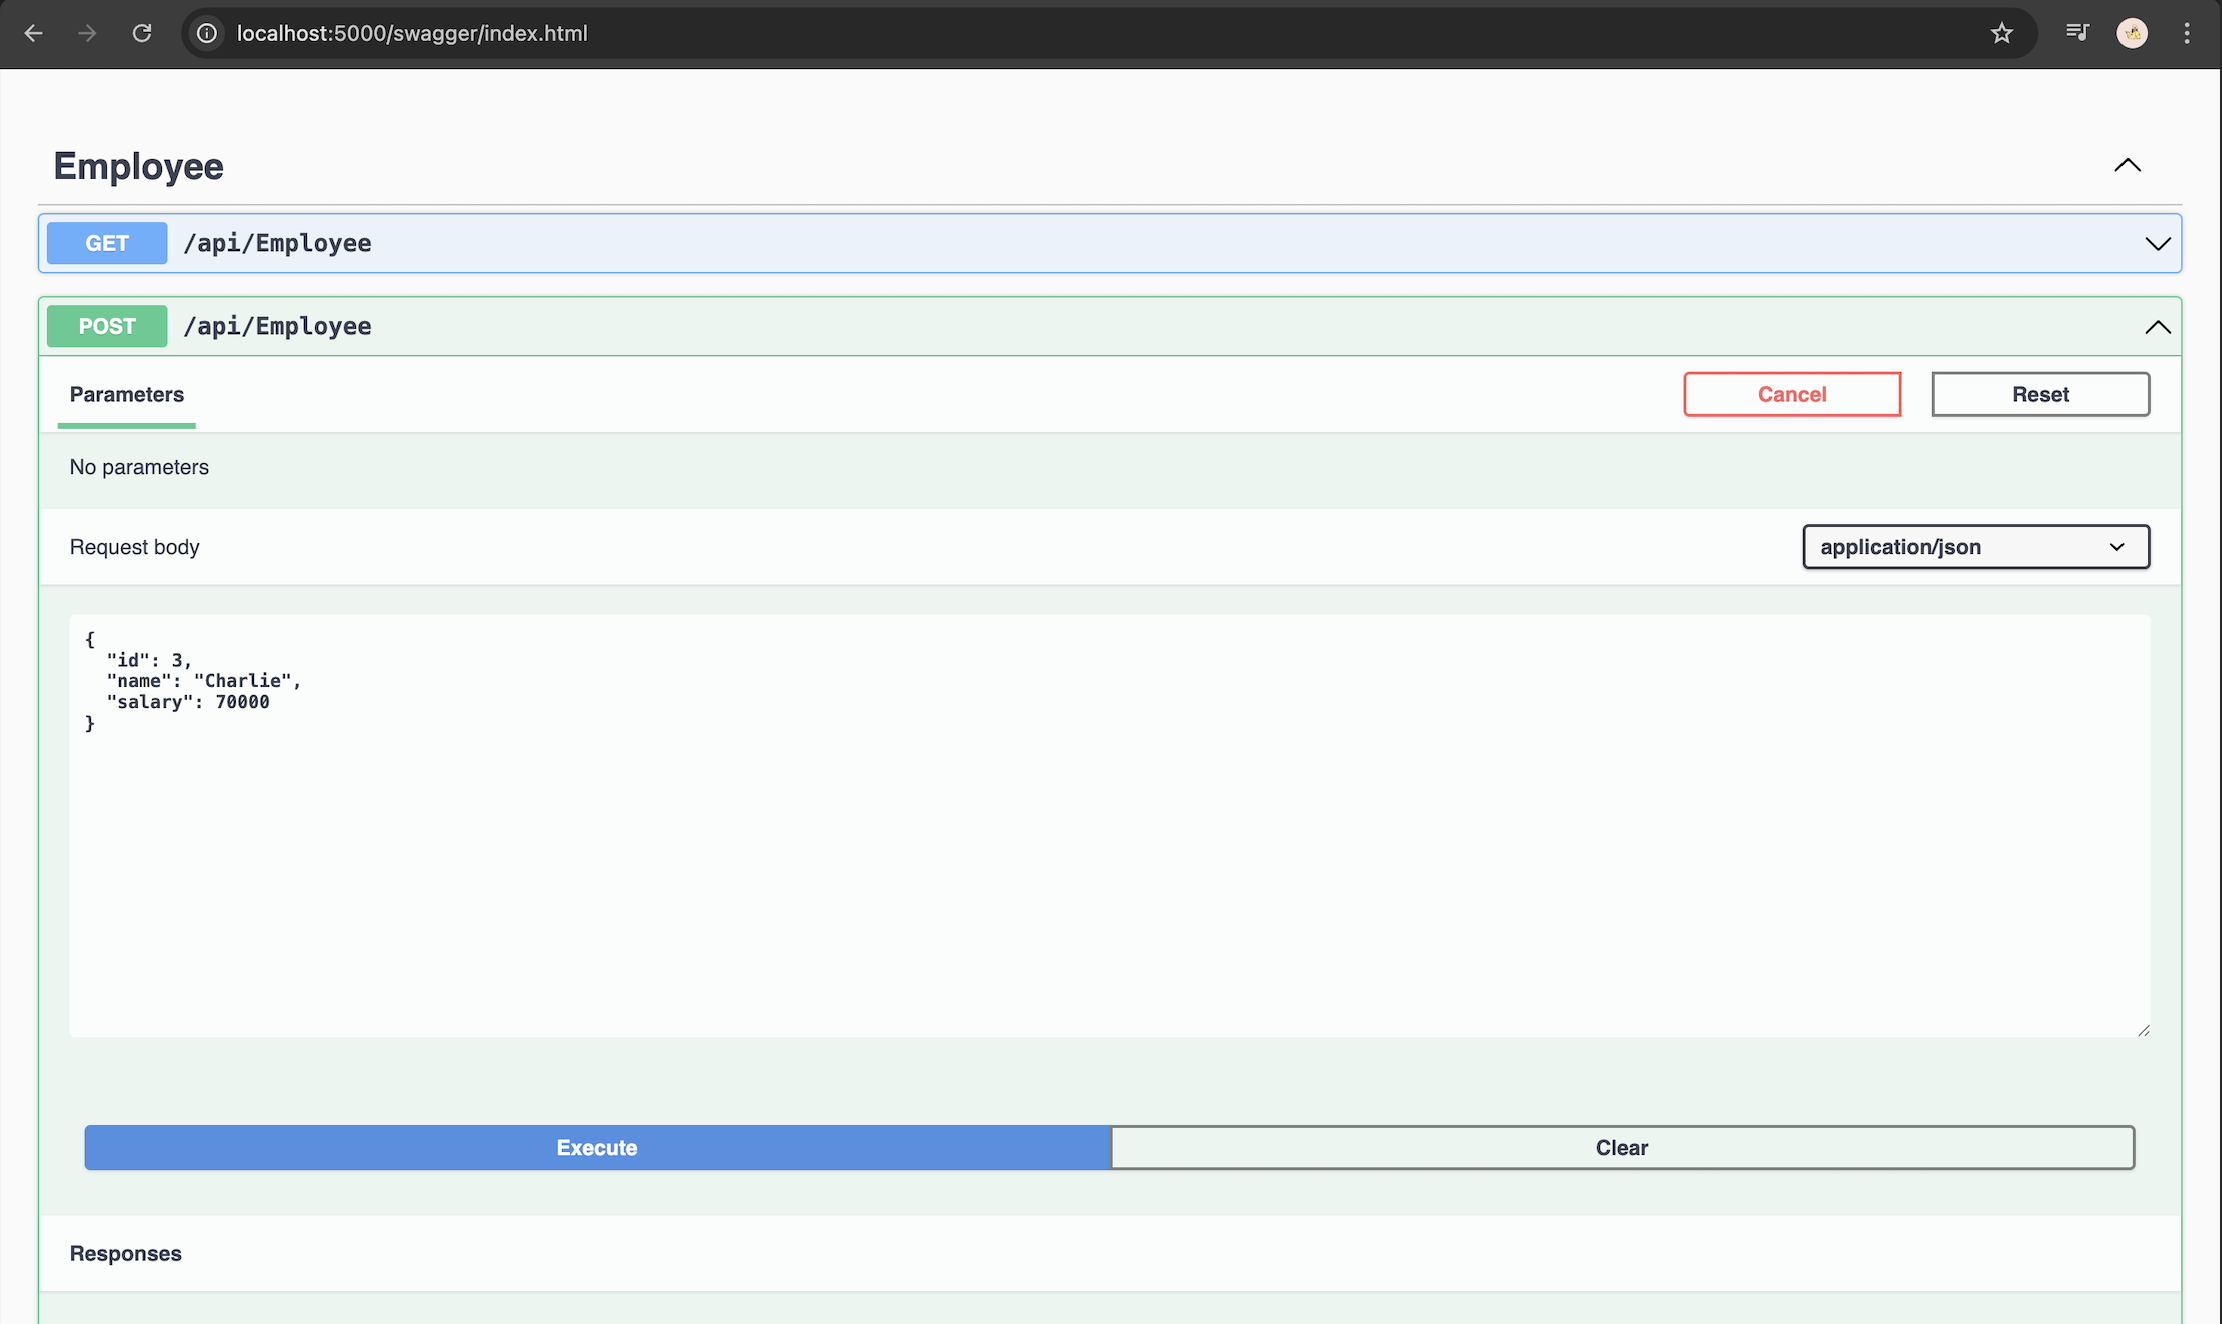 localhost:5000/swagger/index.html
Employee
GET /api/Employee
POST /api/Employee
Parameters
Cancel
Reset
No parameters
Request body
application/json
{
  "id": 3,
  "name": "Charlie",
  "salary": 70000
}
Execute
Clear
Responses